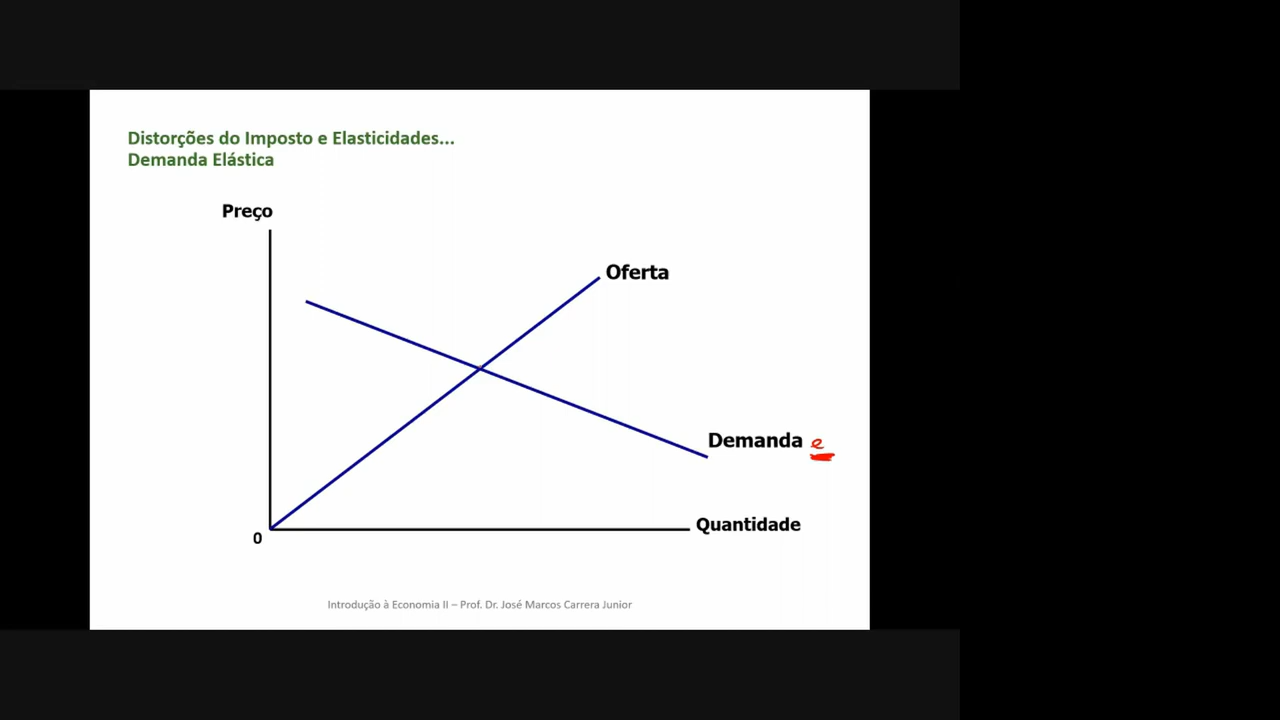 Distorções do Imposto e Elasticidades...
Demanda Elástica
Preço
Oferta
Demanda e
Quantidade
0
Introdução à Economia II – Prof. Dr. José Marcos Carrera Junior